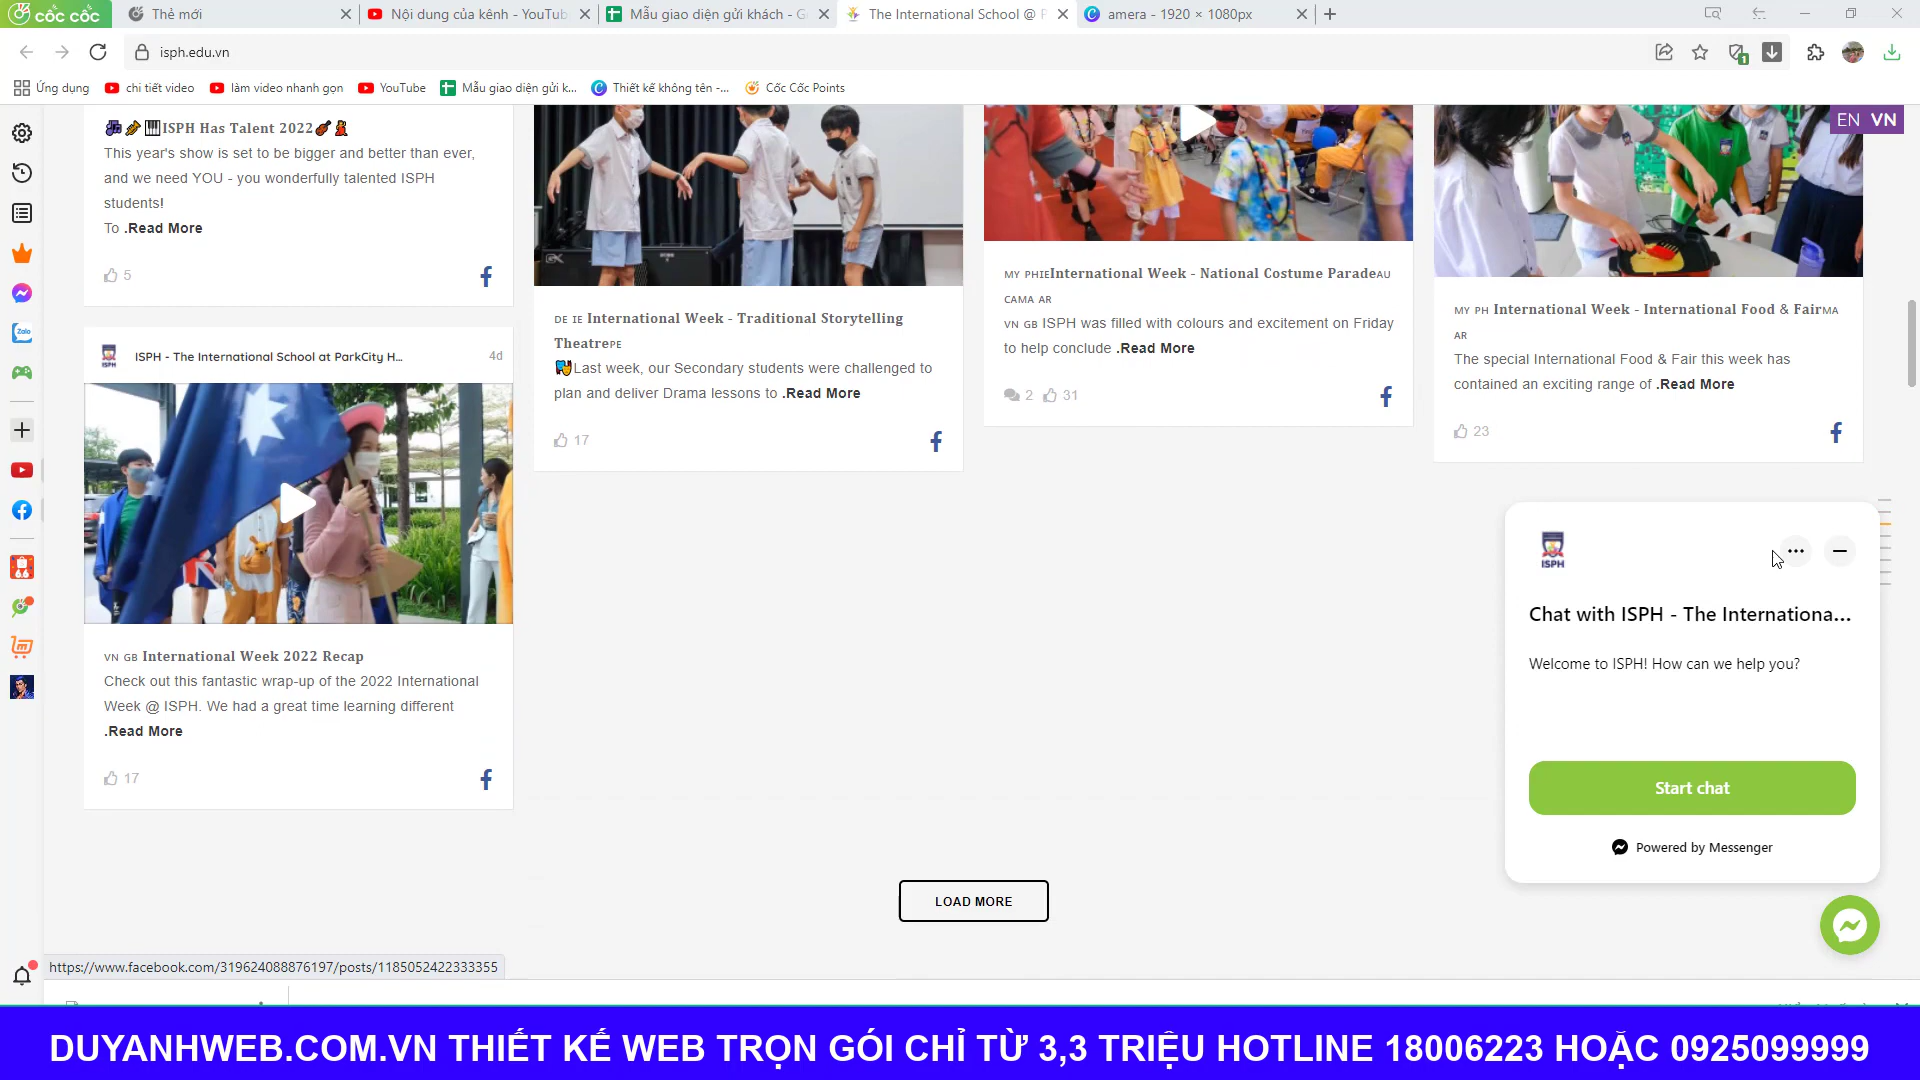 cốc cốc
Thẻ mới
Nội dung của kênh - YouTub
Mẫu giao diện gửi khách - G
The International School @ P
amera - 1920 × 1080px
isph.edu.vn
1
Ứng dụng
chi tiết video
làm video nhanh gọn
YouTube
Mẫu giao diện gửi k...
Thiết kế không tên -...
Cốc Cốc Points
EN VN
ISPH Has Talent 2022
This year's show is set to be bigger and better than ever,
and we need YOU - you wonderfully talented ISPH
students!
To .Read More
5
ISPH - The International School at ParkCity H...
4d
VN GB International Week 2022 Recap
Check out this fantastic wrap-up of the 2022 International
Week @ ISPH. We had a great time learning different
.Read More
17
DE IE International Week - Traditional Storytelling
TheatrePE
Last week, our Secondary students were challenged to
plan and deliver Drama lessons to .Read More
17
MY PHIEInternational Week - National Costume ParadeAU
CAMA AR
VN GB ISPH was filled with colours and excitement on Friday
to help conclude .Read More
2 31
MY PH International Week - International Food & FairMA
AR
The special International Food & Fair this week has
contained an exciting range of .Read More
23
Zalo
ISPH
Chat with ISPH - The Internationa...
Welcome to ISPH! How can we help you?
Start chat
Powered by Messenger
LOAD MORE
https://www.facebook.com/319624088876197/posts/1185052422333355
DUYANHWEB.COM.VN THIẾT KẾ WEB TRỌN GÓI CHỈ TỪ 3,3 TRIỆU HOTLINE 18006223 HOẶC 0925099999